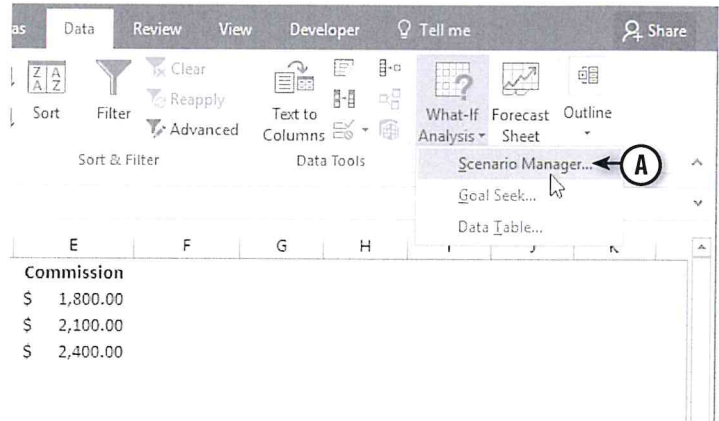 as Data Review View Developer Tell me Share
Clear
Reapply
Advanced
Sort Filter Text to Columns What-If Analysis Forecast Sheet Outline
Sort & Filter Data Tools
Scenario Manager... A
Goal Seek...
Data Table...
E F G H I J K
Commission
$ 1,800.00
$ 2,100.00
$ 2,400.00